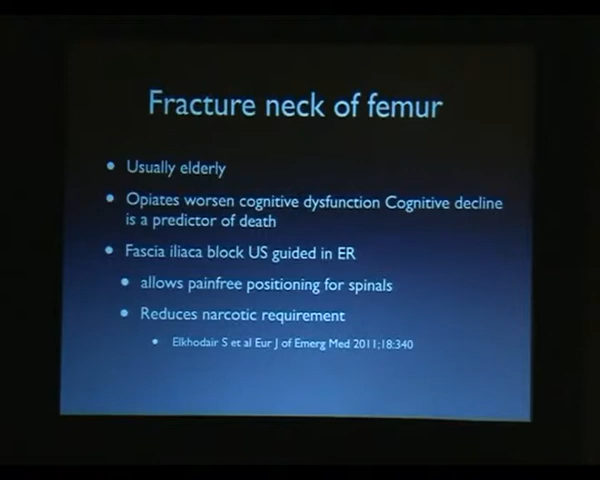 Fracture neck of femur
• Usually elderly
• Opiates worsen cognitive dysfunction Cognitive decline
is a predictor of death
• Fascia iliaca block US guided in ER
• allows painfree positioning for spinals
• Reduces narcotic requirement
• Elkhodair S et al Eur J of Emerg Med 2011;18:340